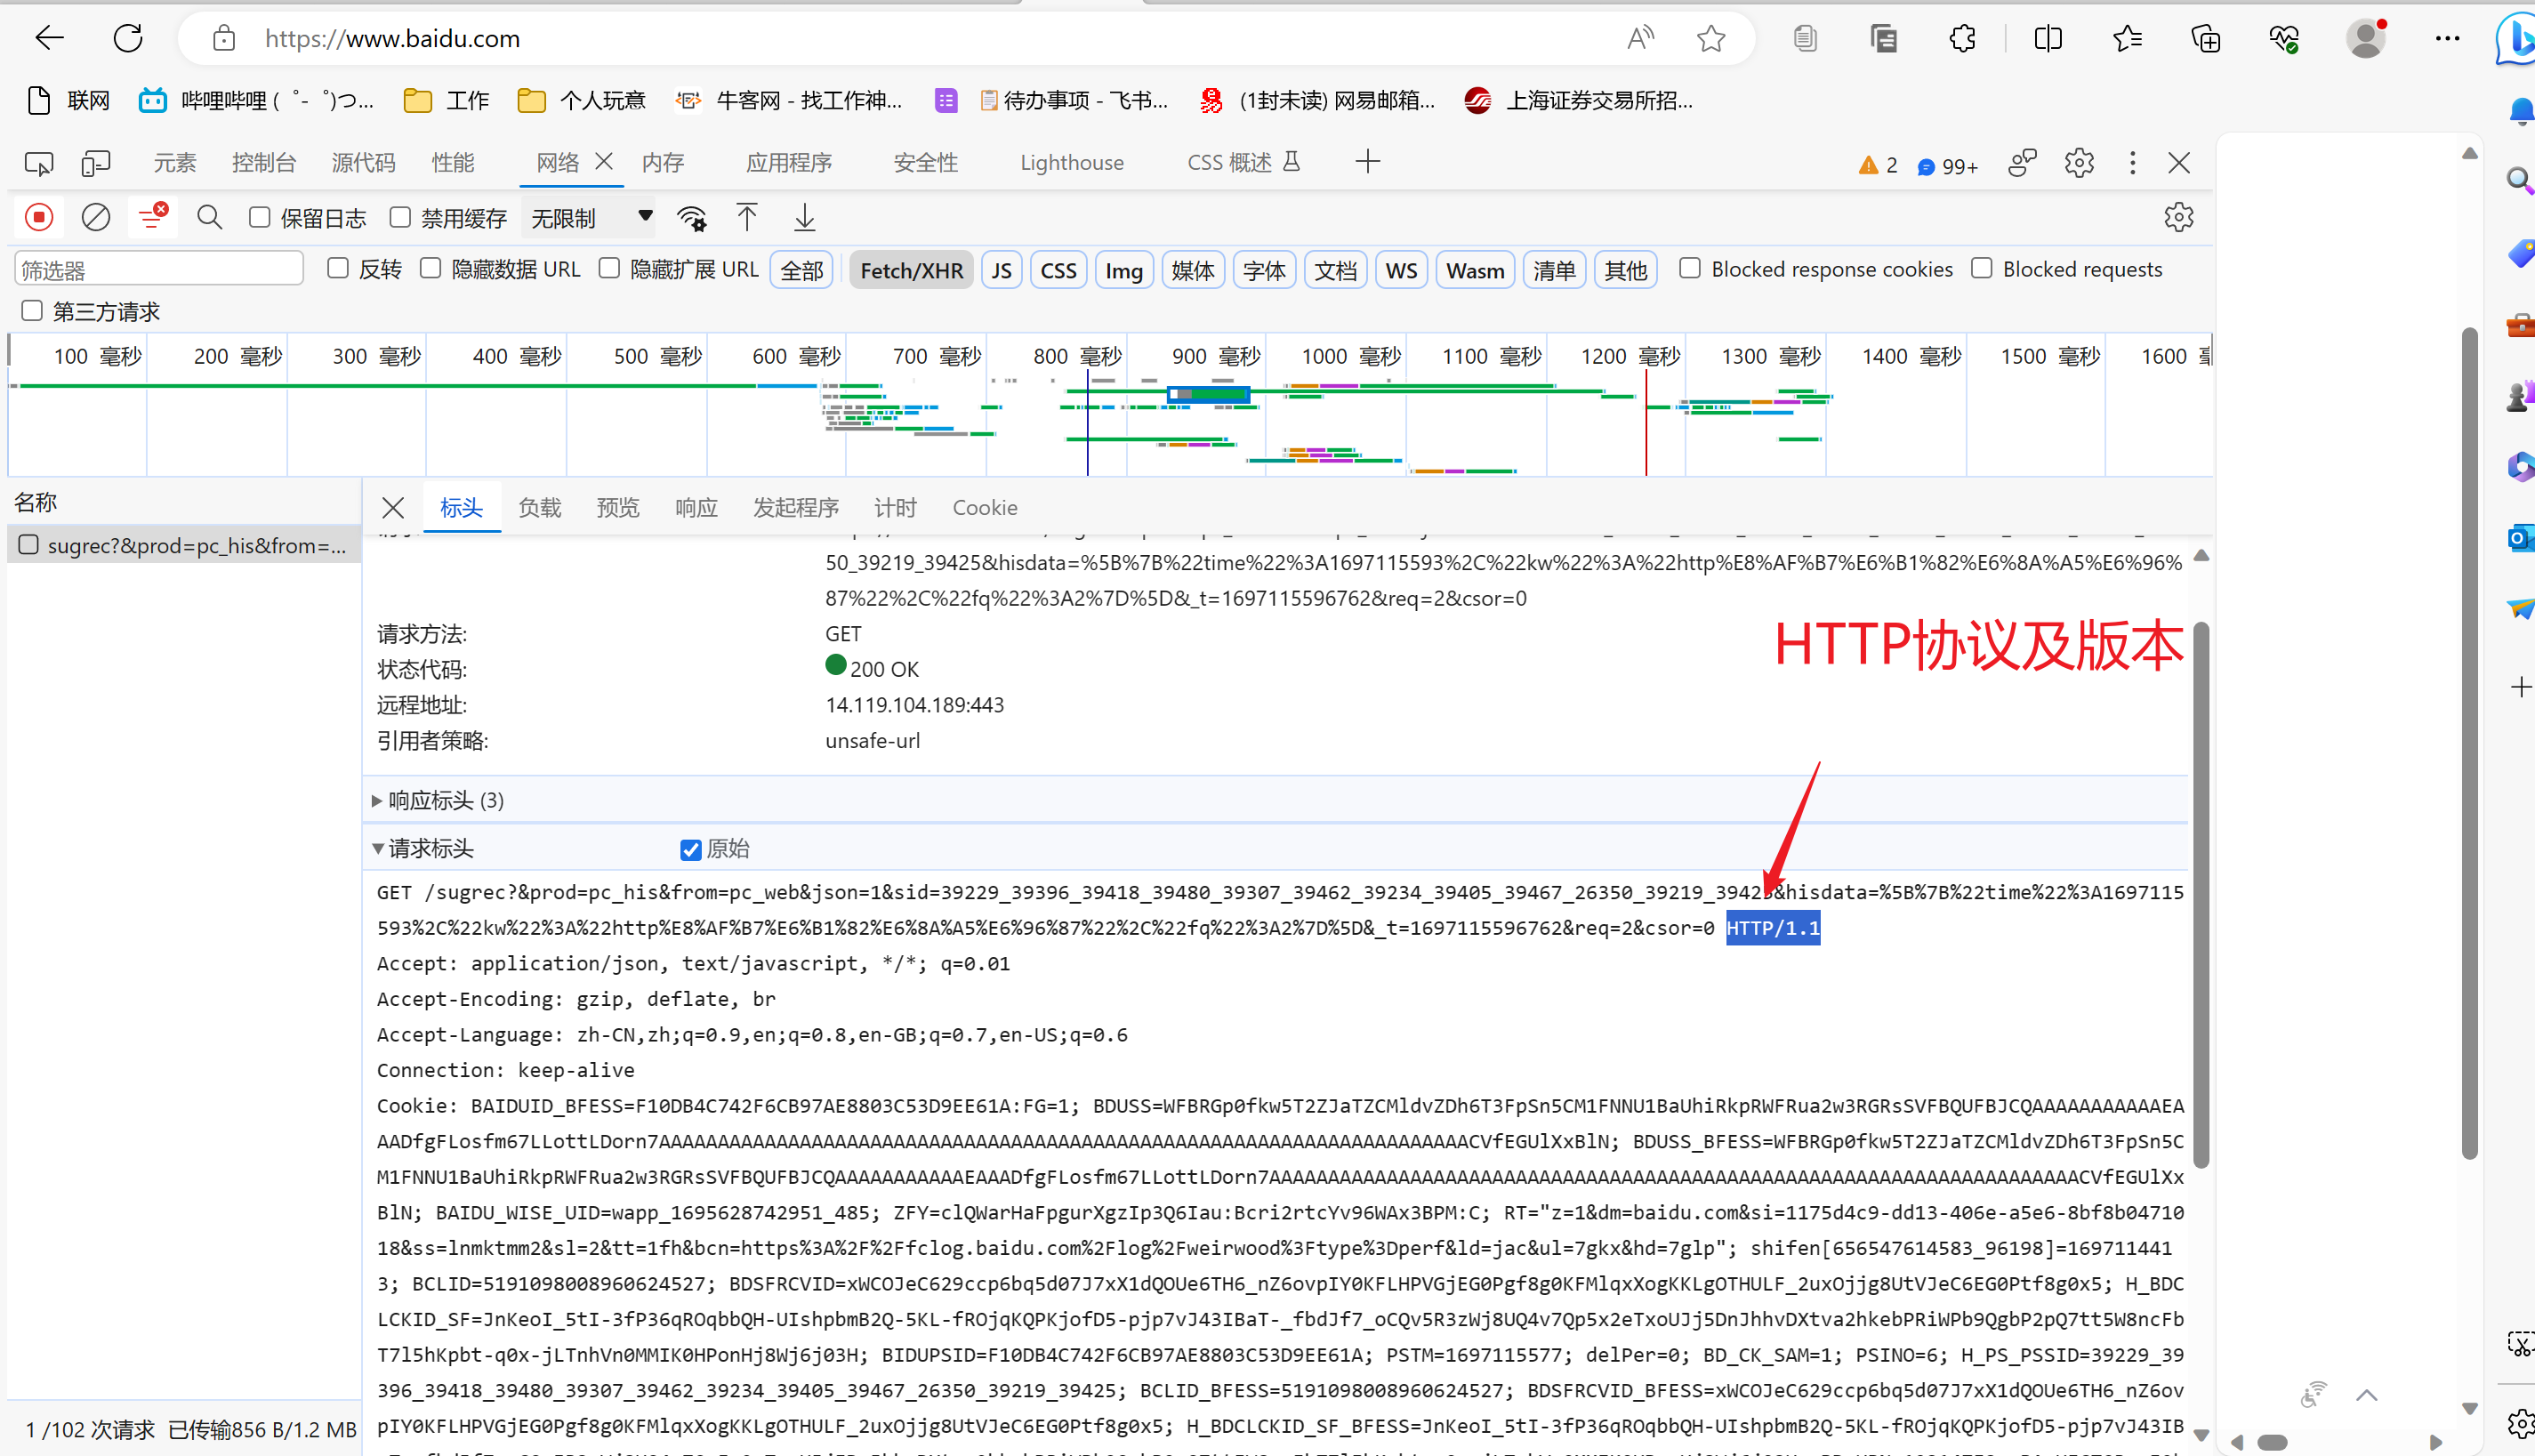 https://www.baidu.com
联网 哔哩哔哩 (゜-゜)つ... 工作 个人玩意 牛客网 - 找工作神... 待办事项 - 飞书... (1封未读) 网易邮箱... 上海证券交易所招...
元素 控制台 源代码 性能 网络 内存 应用程序 安全性 Lighthouse CSS 概述 2 99+
保留日志 禁用缓存 无限制
筛选器 反转 隐藏数据 URL 隐藏扩展 URL 全部 Fetch/XHR JS CSS Img 媒体 字体 文档 WS Wasm 清单 其他 Blocked response cookies Blocked requests
第三方请求
100 毫秒 200 毫秒 300 毫秒 400 毫秒 500 毫秒 600 毫秒 700 毫秒 800 毫秒 900 毫秒 1000 毫秒 1100 毫秒 1200 毫秒 1300 毫秒 1400 毫秒 1500 毫秒 1600
名称 标头 负载 预览 响应 发起程序 计时 Cookie
sugrec?&prod=pc_his&from=...
50_39219_39425&hisdata=%5B%7B%22time%22%3A1697115593%2C%22kw%22%3A%22http%E8%AF%B7%E6%B1%82%E6%8A%A5%E6%96%
87%22%2C%22fq%22%3A2%7D%5D&_t=1697115596762&req=2&csor=0
请求方法: GET
HTTP协议及版本
状态代码: 200 OK
远程地址: 14.119.104.189:443
引用者策略: unsafe-url
响应标头 (3)
请求标头 原始
GET /sugrec?&prod=pc_his&from=pc_web&json=1&sid=39229_39396_39418_39480_39307_39462_39234_39405_39467_26350_39219_39425&hisdata=%5B%7B%22time%22%3A1697115
593%2C%22kw%22%3A%22http%E8%AF%B7%E6%B1%82%E6%8A%A5%E6%96%87%22%2C%22fq%22%3A2%7D%5D&_t=1697115596762&req=2&csor=0 HTTP/1.1
Accept: application/json, text/javascript, */*; q=0.01
Accept-Encoding: gzip, deflate, br
Accept-Language: zh-CN,zh;q=0.9,en;q=0.8,en-GB;q=0.7,en-US;q=0.6
Connection: keep-alive
Cookie: BAIDUID_BFESS=F10DB4C742F6CB97AE8803C53D9EE61A:FG=1;
BAIDU_WISE_UID=wapp_1695628742951_485; ZFY=clQWarHaFpgurXgzIp3Q6Iau:Bcri2rtcYv96WAx3BPM:C; RT="z=1&dm=baidu.com&si=1175d4c9-dd13-406e-a5e6-8bf8b04710
18&ss=lnmktmm2&sl=2&tt=1fh&bcn=https%3A%2F%2Ffclog.baidu.com%2Flog%2Fweirwood%3Ftype%3Dperf&ld=jac&ul=7gkx&hd=7glp"; shifen[656547614583_96198]=169711441
3; BCLID=5191098008960624527; BDSFRCVID=xWCOJeC629ccp6bq5d07J7xX1dQOUe6TH6_nZ6ovpIY0KFLHPVGjEG0Pgf8g0KFMlqxXogKKLgOTHULF_2uxOjjg8UtVJeC6EG0Ptf8g0x5; H_BDC
LCKID_SF=JnKeoI_5tI-3fP36qROqbbQH-UIshpbmB2Q-5KL-fROjqKQPKjofD5-pjp7vJ43IBaT-_fbdJf7_oCQv5R3zWj8UQ4v7Qp5x2eTxoUJj5DnJhhvDXtva2hkebPRiWPb9QgbP2pQ7tt5W8ncFb
T7l5hKpbt-q0x-jLTnhVn0MMIK0HPonHj8Wj6j03H; BIDUPSID=F10DB4C742F6CB97AE8803C53D9EE61A; PSTM=1697115577; delPer=0; BD_CK_SAM=1; PSINO=6; H_PS_PSSID=39229_39
396_39418_39480_39307_39462_39234_39405_39467_26350_39219_39425; BCLID_BFESS=5191098008960624527; BDSFRCVID_BFESS=xWCOJeC629ccp6bq5d07J7xX1dQOUe6TH6_nZ6ov
pIY0KFLHPVGjEG0Pgf8g0KFMlqxXogKKLgOTHULF_2uxOjjg8UtVJeC6EG0Ptf8g0x5; H_BDCLCKID_SF_BFESS=JnKeoI_5tI-3fP36qROqbbQH-UIshpbmB2Q-5KL-fROjqKQPKjofD5-pjp7vJ43IB
1 /102 次请求 已传输856 B/1.2 MB